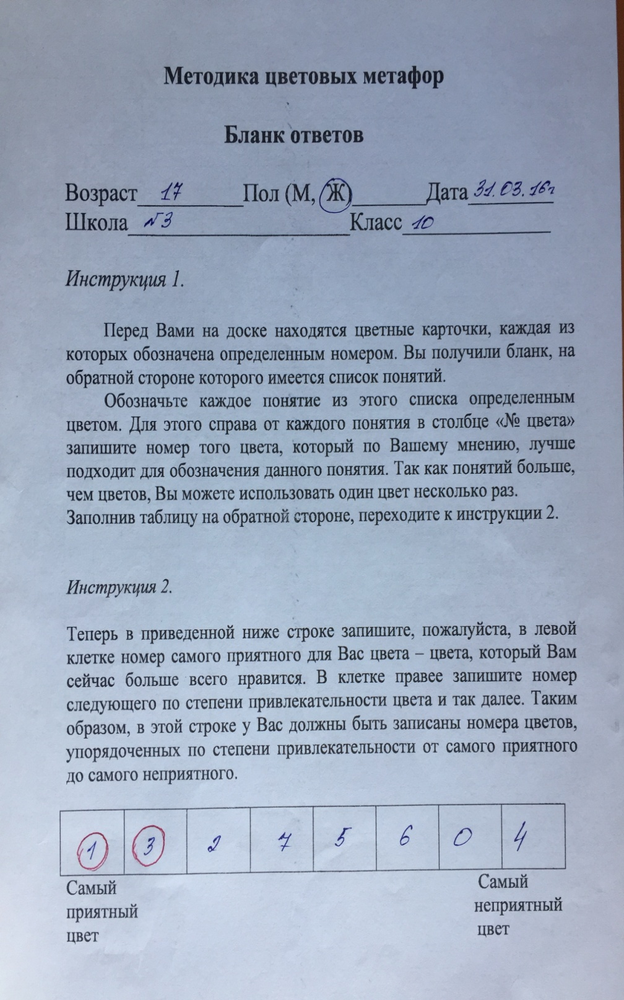 Методика цветовых метафор
Бланк ответов
Возраст 17 Пол (М, Ж) Дата 31.03.16г
Школа №3 Класс 10
Инструкция 1.
Перед Вами на доске находятся цветные карточки, каждая из
которых обозначена определенным номером. Вы получили бланк, на
обратной стороне которого имеется список понятий.
Обозначьте каждое понятие из этого списка определенным
цветом. Для этого справа от каждого понятия в столбце «№ цвета»
запишите номер того цвета, который по Вашему мнению, лучше
подходит для обозначения данного понятия. Так как понятий больше,
чем цветов, Вы можете использовать один цвет несколько раз.
Заполнив таблицу на обратной стороне, переходите к инструкции 2.
Инструкция 2.
Теперь в приведенной ниже строке запишите, пожалуйста, в левой
клетке номер самого приятного для Вас цвета – цвета, который Вам
сейчас больше всего нравится. В клетке правее запишите номер
следующего по степени привлекательности цвета и так далее. Таким
образом, в этой строке у Вас должны быть записаны номера цветов,
упорядоченных по степени привлекательности от самого приятного
до самого неприятного.
1 3 2 7 5 6 0 4
Самый
приятный
цвет
Самый
неприятный
цвет